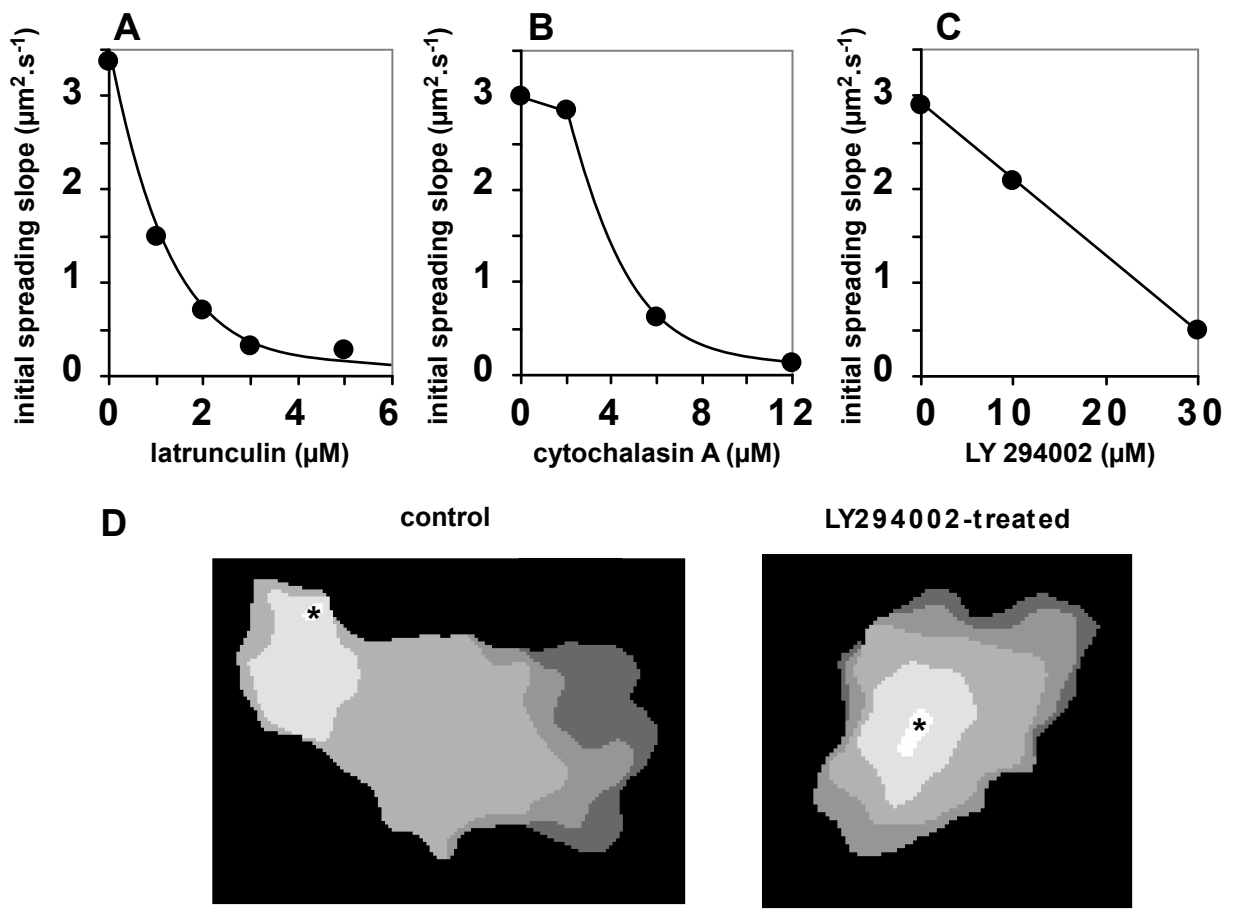 A
initial spreading slope (µm².s⁻¹)
3
2
1
0
0 2 4 6
latrunculin (µM)
B
initial spreading slope (µm².s⁻¹)
3
2
1
0
0 4 8 12
cytochalasin A (µM)
C
initial spreading slope (µm².s⁻¹)
3
2
1
0
0 10 20 30
LY 294002 (µM)
D
control
*
LY294002-treated
*